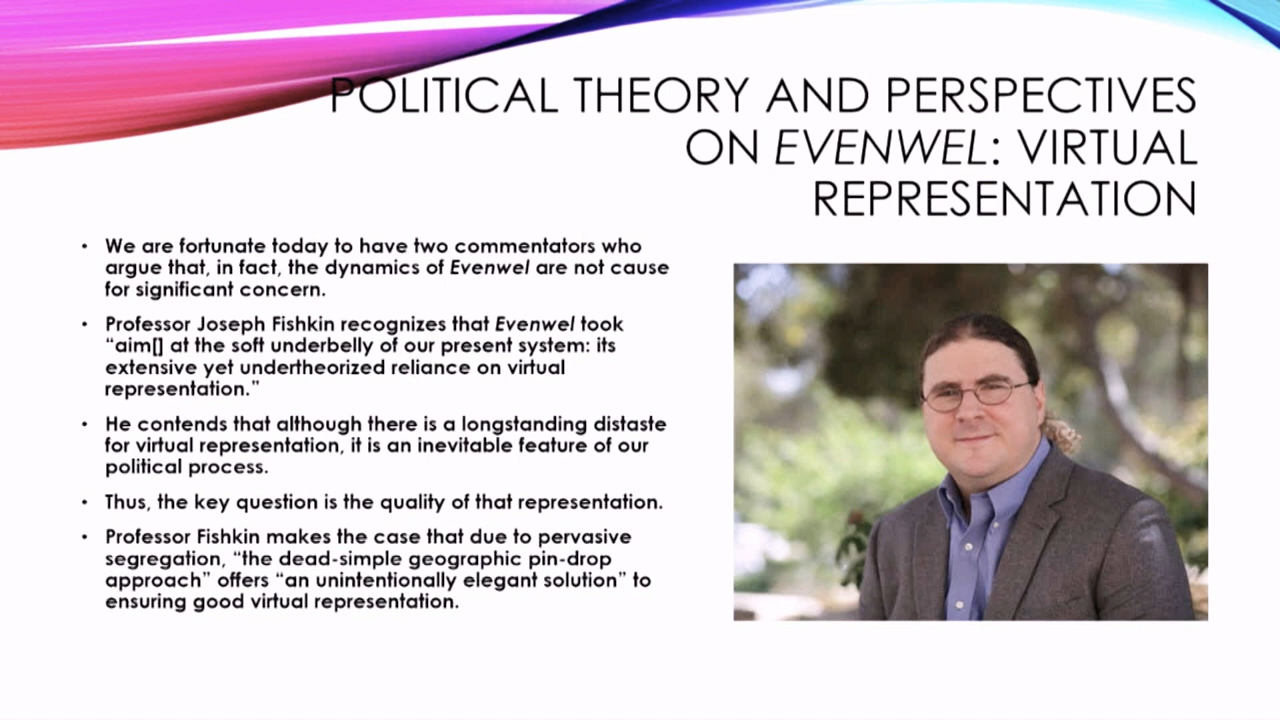 POLITICAL THEORY AND PERSPECTIVES
ON EVENWEL: VIRTUAL
REPRESENTATION
• We are fortunate today to have two commentators who
argue that, in fact, the dynamics of Evenwel are not cause
for significant concern.
• Professor Joseph Fishkin recognizes that Evenwel took
“aim[] at the soft underbelly of our present system: its
extensive yet undertheorized reliance on virtual
representation.”
• He contends that although there is a longstanding distaste
for virtual representation, it is an inevitable feature of our
political process.
• Thus, the key question is the quality of that representation.
• Professor Fishkin makes the case that due to pervasive
segregation, “the dead-simple geographic pin-drop
approach” offers “an unintentionally elegant solution” to
ensuring good virtual representation.